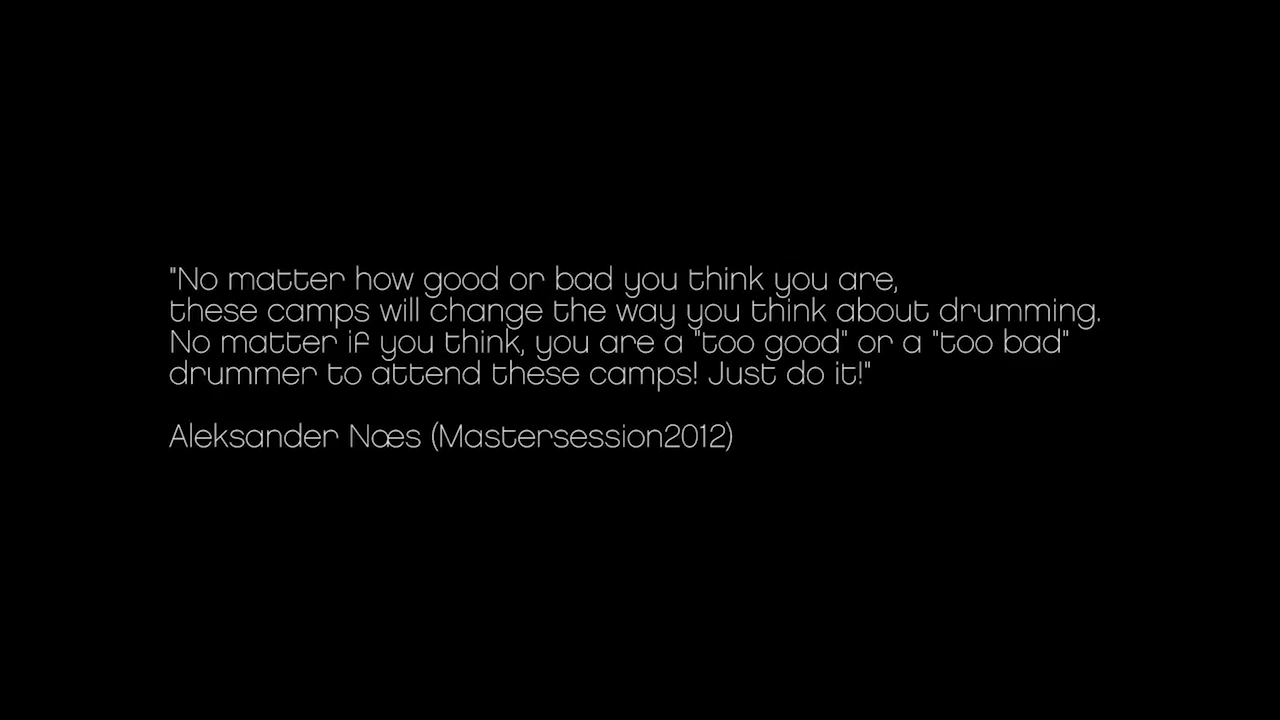 "No matter how good or bad you think you are,
these camps will change the way you think about drumming.
No matter if you think, you are a "too good" or a "too bad"
drummer to attend these camps! Just do it!"
Aleksander Næs (Mastersession2012)